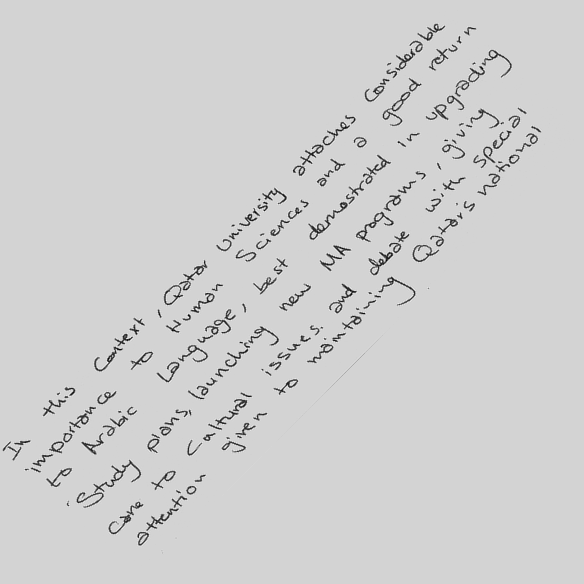 In this Context, Qatar University attaches Considerable
importance to Human Sciences and a good return
to Arabic Language, best demostrated in upgrading
Study plans, launching new MA programs, giving
Care to Cultural issues and debate with special
attention given to maintaining Qatar's national